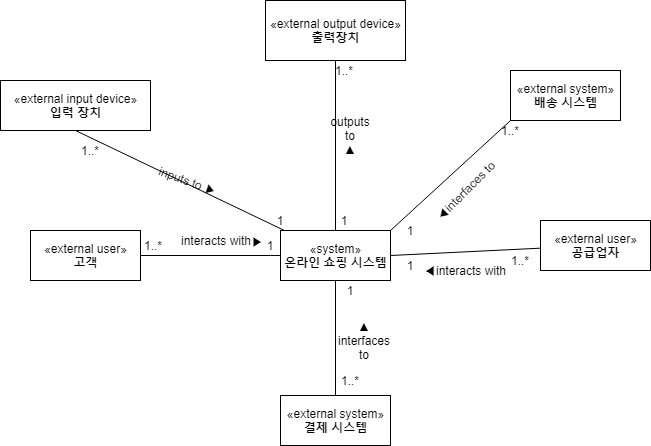 «external output device»
출력장치
1..*
outputs
to
▲
1
«external input device»
입력 장치
1..*
inputs to ▶
1
«external system»
배송 시스템
1..*
◀interfaces to
1
«external user»
고객
1..*
interacts with▶
1
«system»
온라인 쇼핑 시스템
«external user»
공급업자
1..*
◀interacts with
1
1
▲
interfaces
to
1..*
«external system»
결제 시스템